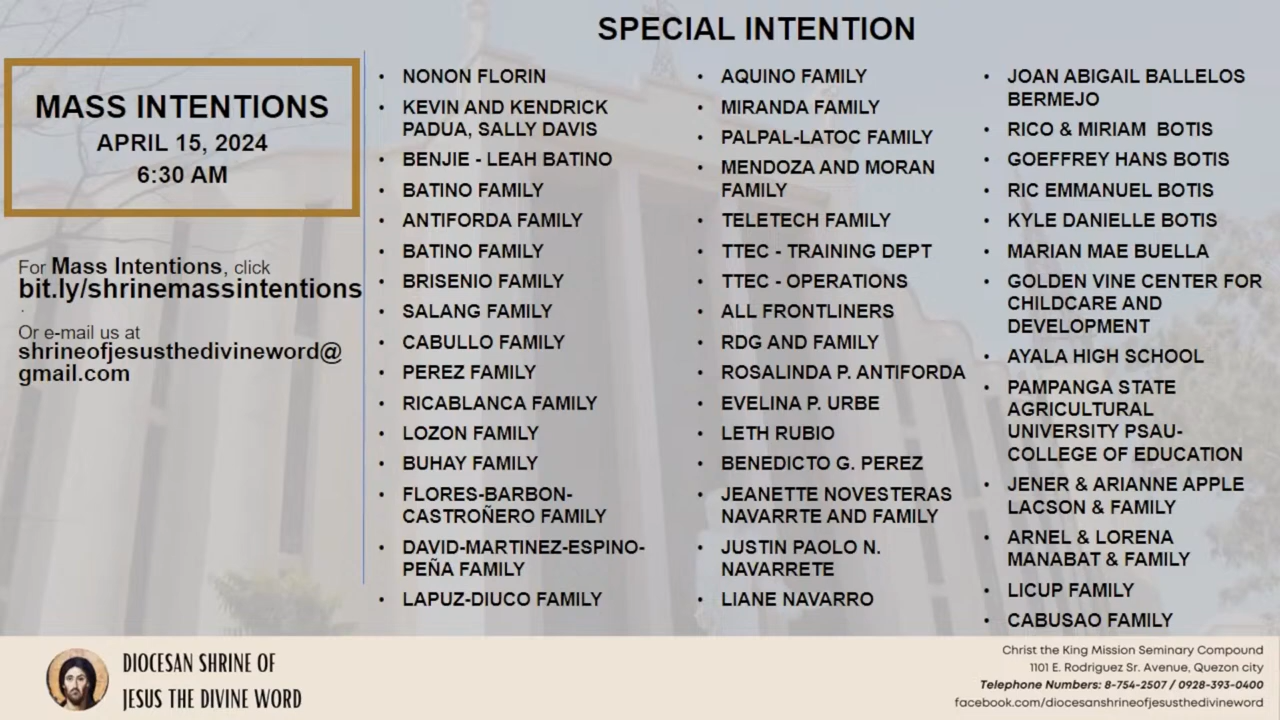 SPECIAL INTENTION
MASS INTENTIONS
APRIL 15, 2024
6:30 AM
For Mass Intentions, click
bit.ly/shrinemassintentions
.
Or e-mail us at
shrineofjesusthedivineword@
gmail.com
• NONON FLORIN
• KEVIN AND KENDRICK
PADUA, SALLY DAVIS
• BENJIE - LEAH BATINO
• BATINO FAMILY
• ANTIFORDA FAMILY
• BATINO FAMILY
• BRISENIO FAMILY
• SALANG FAMILY
• CABULLO FAMILY
• PEREZ FAMILY
• RICABLANCA FAMILY
• LOZON FAMILY
• BUHAY FAMILY
• FLORES-BARBON-
CASTROÑERO FAMILY
• DAVID-MARTINEZ-ESPINO-
PEÑA FAMILY
• LAPUZ-DIUCO FAMILY
• AQUINO FAMILY
• MIRANDA FAMILY
• PALPAL-LATOC FAMILY
• MENDOZA AND MORAN
FAMILY
• TELETECH FAMILY
• TTEC - TRAINING DEPT
• TTEC - OPERATIONS
• ALL FRONTLINERS
• RDG AND FAMILY
• ROSALINDA P. ANTIFORDA
• EVELINA P. URBE
• LETH RUBIO
• BENEDICTO G. PEREZ
• JEANETTE NOVESTERAS
NAVARRTE AND FAMILY
• JUSTIN PAOLO N.
NAVARRETE
• LIANE NAVARRO
• JOAN ABIGAIL BALLELOS
BERMEJO
• RICO & MIRIAM BOTIS
• GOEFFREY HANS BOTIS
• RIC EMMANUEL BOTIS
• KYLE DANIELLE BOTIS
• MARIAN MAE BUELLA
• GOLDEN VINE CENTER FOR
CHILDCARE AND
DEVELOPMENT
• AYALA HIGH SCHOOL
• PAMPANGA STATE
AGRICULTURAL
UNIVERSITY PSAU-
COLLEGE OF EDUCATION
• JENER & ARIANNE APPLE
LACSON & FAMILY
• ARNEL & LORENA
MANABAT & FAMILY
• LICUP FAMILY
• CABUSAO FAMILY
DIOCESAN SHRINE OF
JESUS THE DIVINE WORD
Christ the King Mission Seminary Compound
1101 E. Rodriguez Sr. Avenue, Quezon city
Telephone Numbers: 8-754-2507 / 0928-393-0400
facebook.com/diocesanshrineofjesusthedivineword